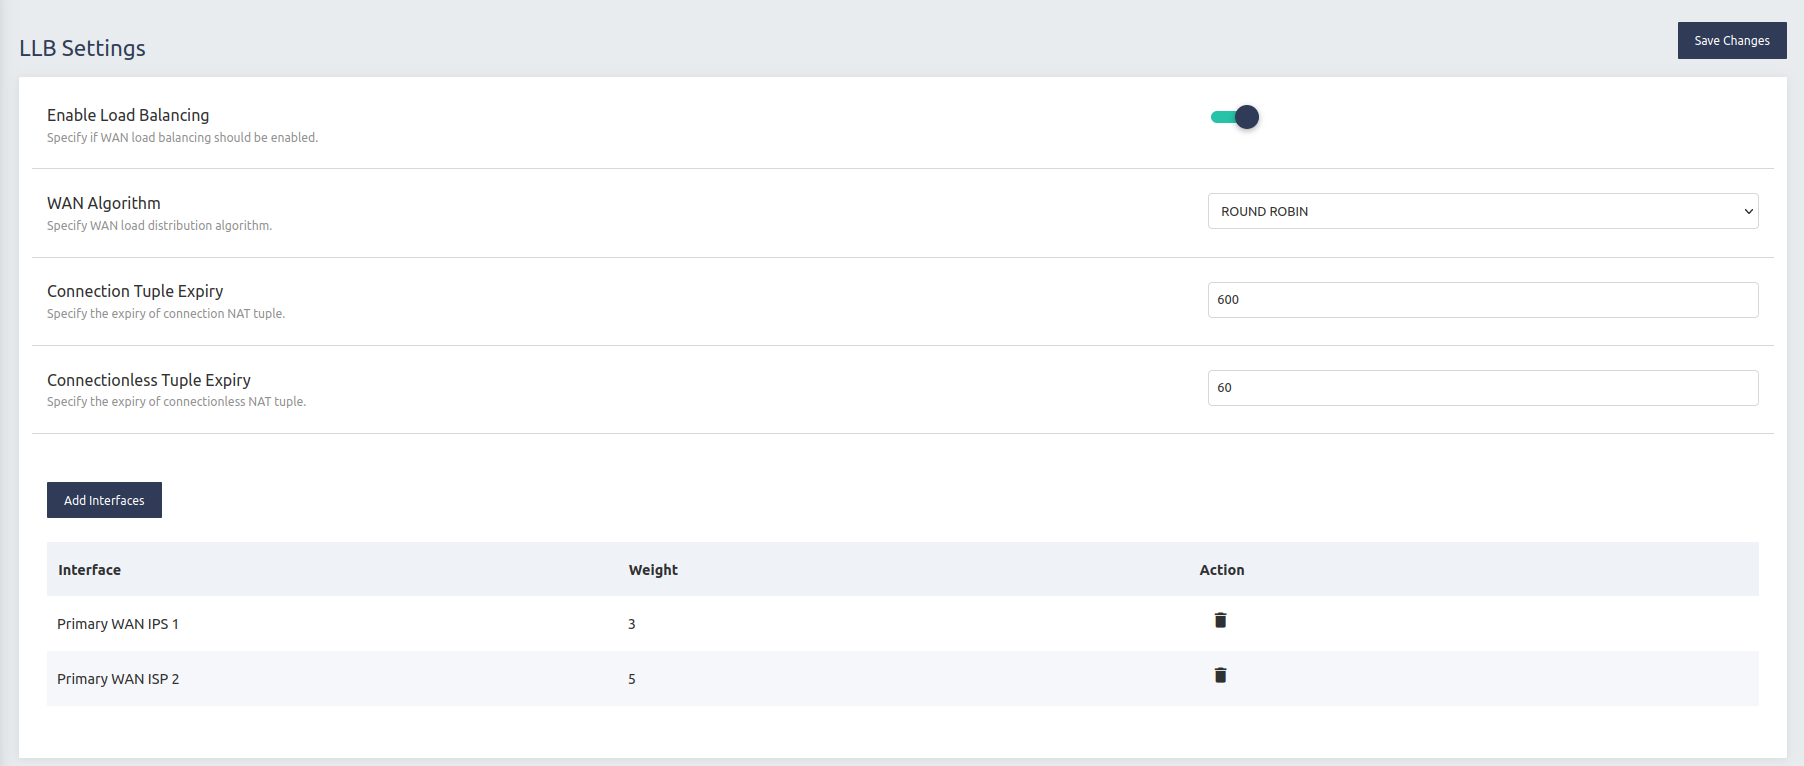 LLB Settings
Save Changes
Enable Load Balancing
Specify if WAN load balancing should be enabled.
WAN Algorithm
Specify WAN load distribution algorithm.
ROUND ROBIN
Connection Tuple Expiry
Specify the expiry of connection NAT tuple.
600
Connectionless Tuple Expiry
Specify the expiry of connectionless NAT tuple.
60
Add Interfaces
Interface Weight Action
Primary WAN IPS 1 3
Primary WAN ISP 2 5